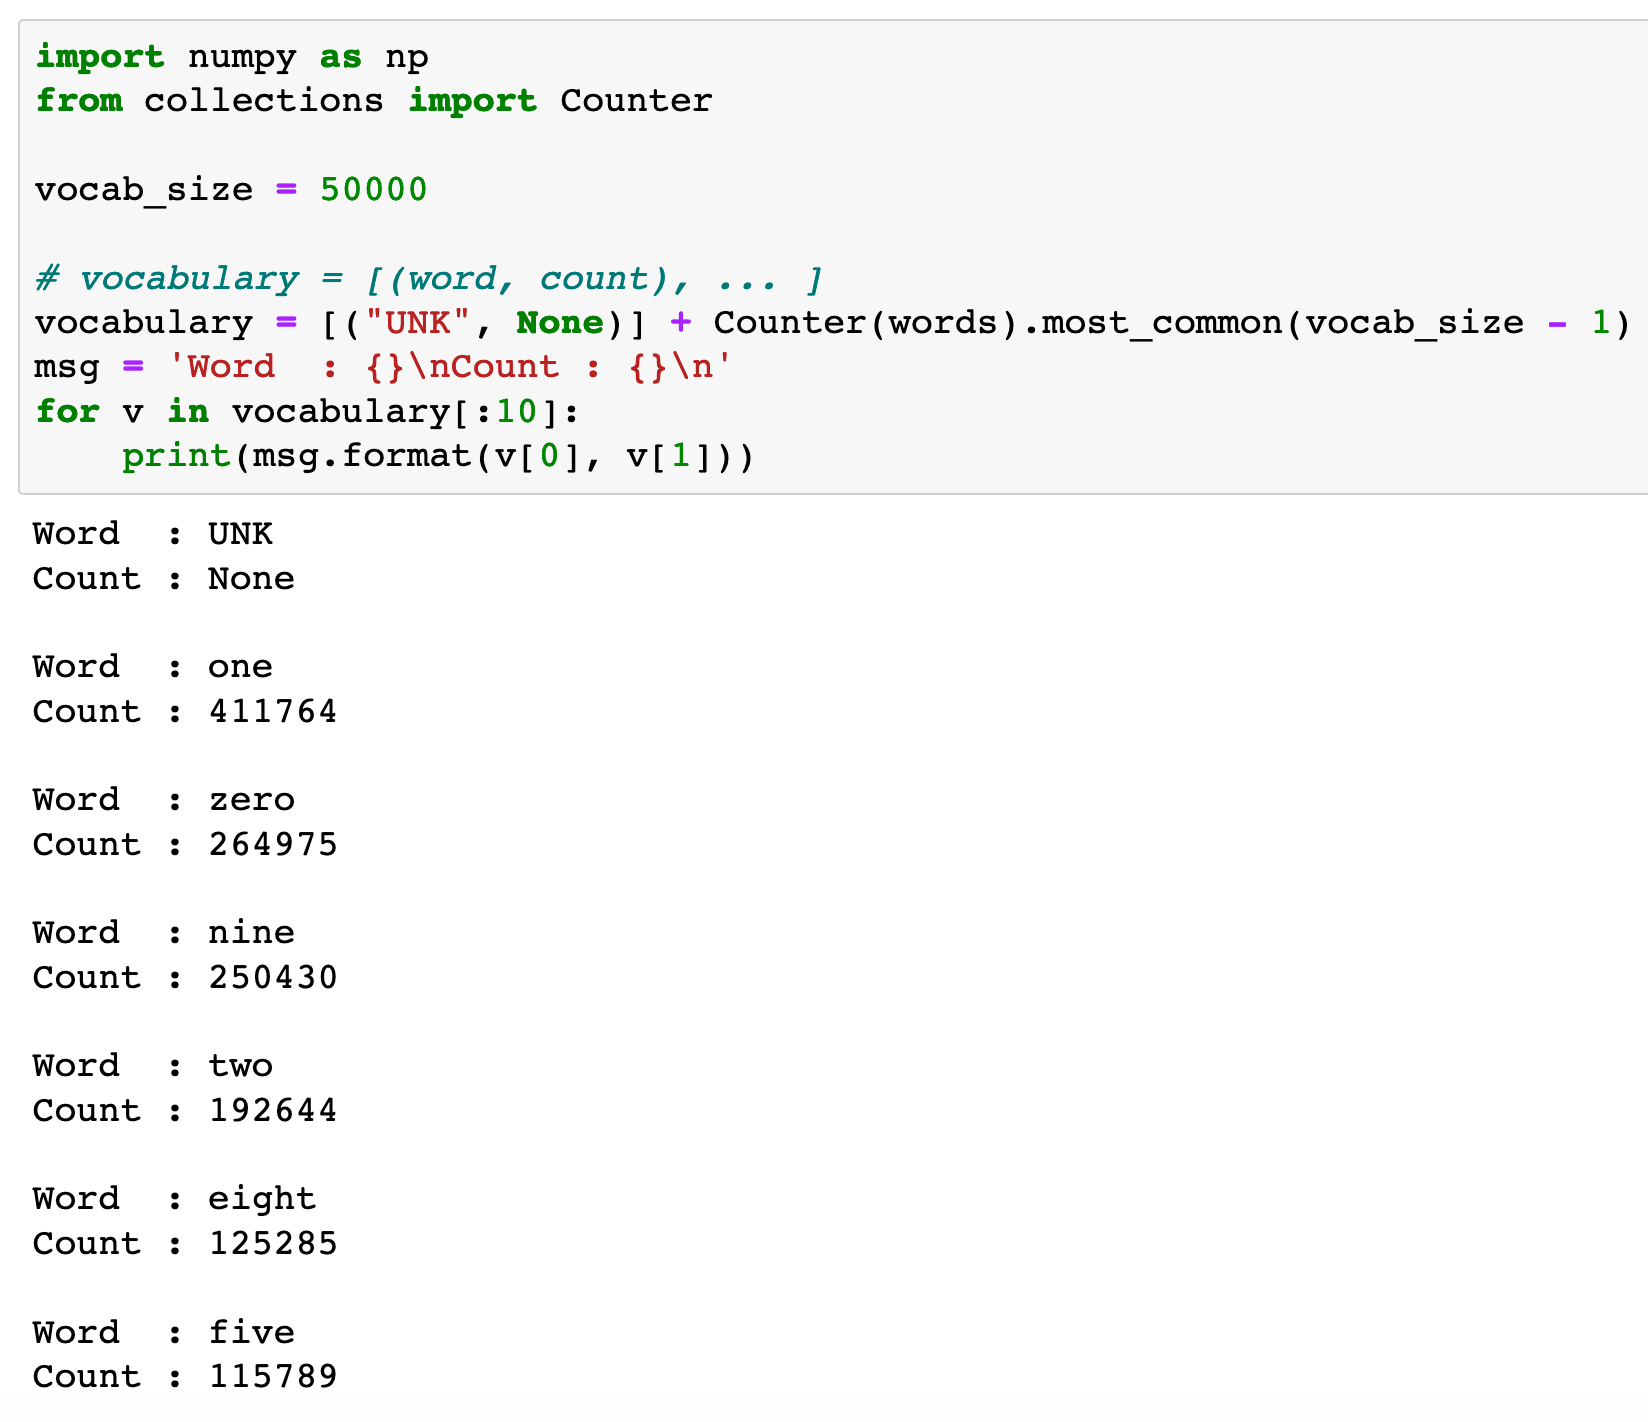 import numpy as np
from collections import Counter

vocab_size = 50000

# vocabulary = [(word, count), ... ]
vocabulary = [("UNK", None)] + Counter(words).most_common(vocab_size - 1)
msg = 'Word  : {}\nCount : {}\n'
for v in vocabulary[:10]:
    print(msg.format(v[0], v[1]))
Word  : UNK
Count : None

Word  : one
Count : 411764

Word  : zero
Count : 264975

Word  : nine
Count : 250430

Word  : two
Count : 192644

Word  : eight
Count : 125285

Word  : five
Count : 115789